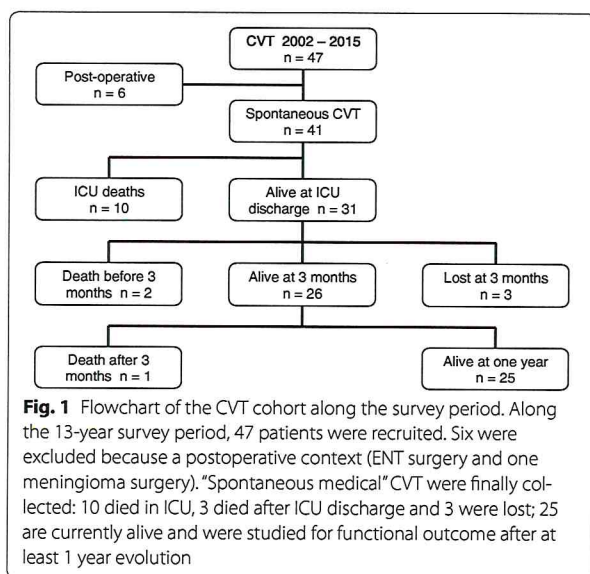 CVT 2002 – 2015
n = 47
Post-operative
n = 6
Spontaneous CVT
n = 41
ICU deaths
n = 10
Alive at ICU
discharge n = 31
Death before 3
months n = 2
Alive at 3 months
n = 26
Lost at 3 months
n = 3
Death after 3
months n = 1
Alive at one year
n = 25
Fig. 1 Flowchart of the CVT cohort along the survey period. Along
the 13-year survey period, 47 patients were recruited. Six were
excluded because a postoperative context (ENT surgery and one
meningioma surgery). "Spontaneous medical" CVT were finally col-
lected: 10 died in ICU, 3 died after ICU discharge and 3 were lost; 25
are currently alive and were studied for functional outcome after at
least 1 year evolution